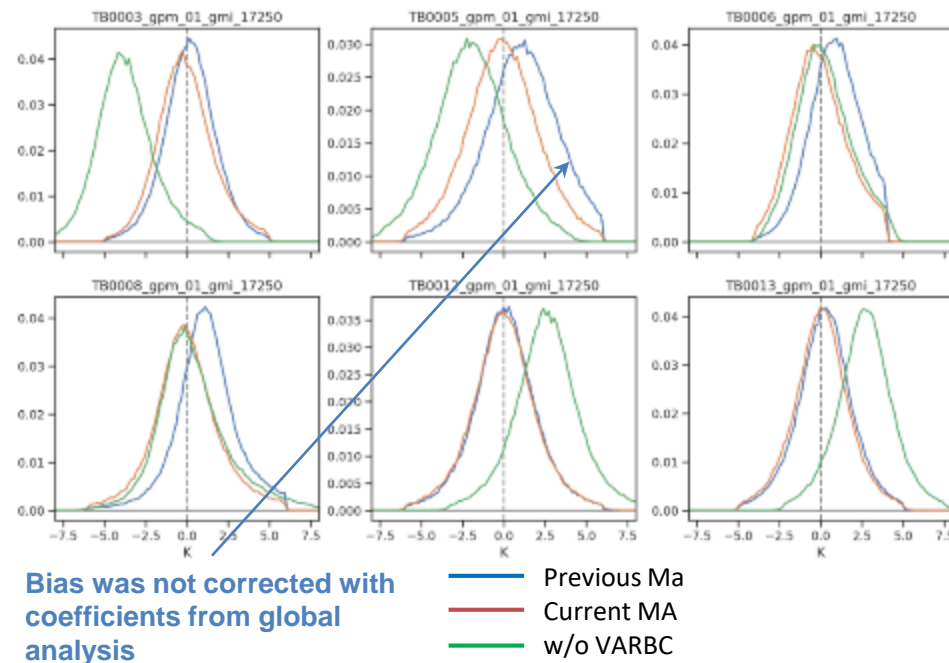 TB0003_gpm_01_gmi_17250
TB0005_gpm_01_gmi_17250
TB0006_gpm_01_gmi_17250
0.04
0.03
0.02
0.01
0.00
0.030
0.025
0.020
0.015
0.010
0.005
0.000
0.04
0.03
0.02
0.01
0.00
TB0008_gpm_01_gmi_17250
TB0012_gpm_01_gmi_17250
TB0013_gpm_01_gmi_17250
0.04
0.03
0.02
0.01
0.00
0.035
0.030
0.025
0.020
0.015
0.010
0.005
0.000
0.04
0.03
0.02
0.01
0.00
−7.5 −5.0 −2.5 0.0 2.5 5.0 7.5
−7.5 −5.0 −2.5 0.0 2.5 5.0 7.5
−7.5 −5.0 −2.5 0.0 2.5 5.0 7.5
K
K
K
Bias was not corrected with
coefficients from global
analysis
Previous Ma
Current MA
w/o VARBC